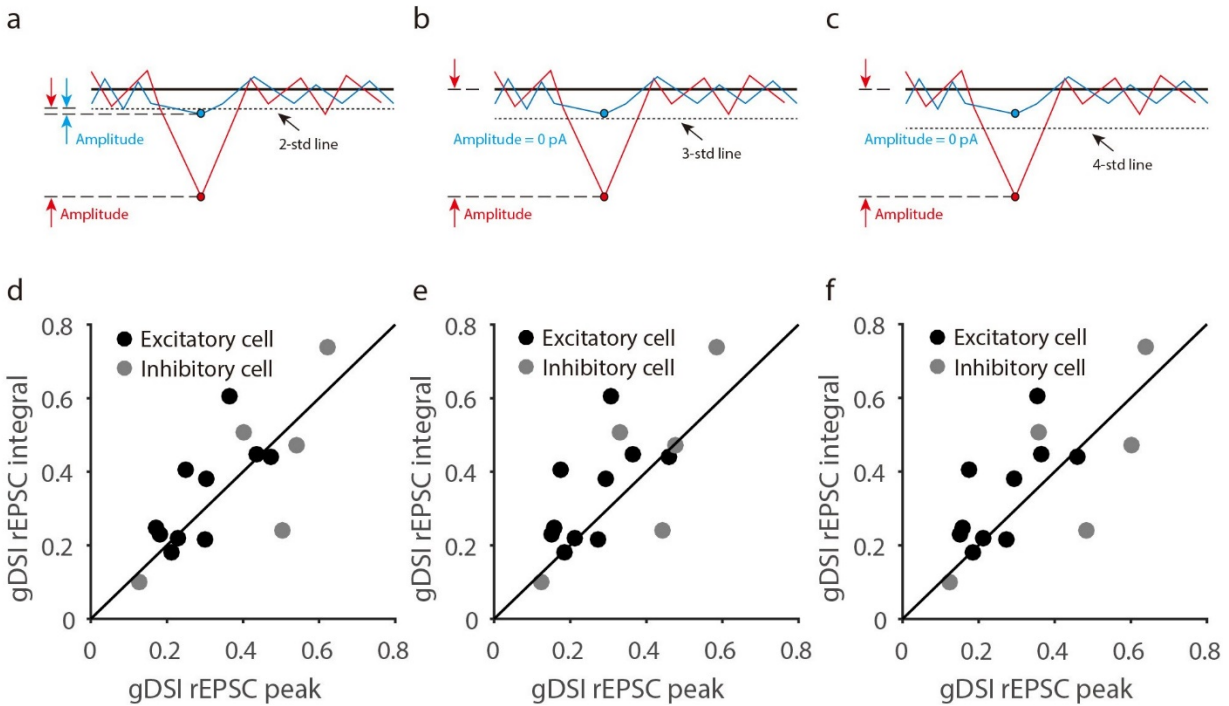 a
Amplitude
2-std line
Amplitude
b
Amplitude = 0 pA
3-std line
Amplitude
c
Amplitude = 0 pA
4-std line
Amplitude
d
gDSI rEPSC integral
0.8
0.6
0.4
0.2
0
Excitatory cell
Inhibitory cell
0 0.2 0.4 0.6 0.8
gDSI rEPSC peak
e
gDSI rEPSC integral
0.8
0.6
0.4
0.2
0
Excitatory cell
Inhibitory cell
0 0.2 0.4 0.6 0.8
gDSI rEPSC peak
f
gDSI rEPSC integral
0.8
0.6
0.4
0.2
0
Excitatory cell
Inhibitory cell
0 0.2 0.4 0.6 0.8
gDSI rEPSC peak